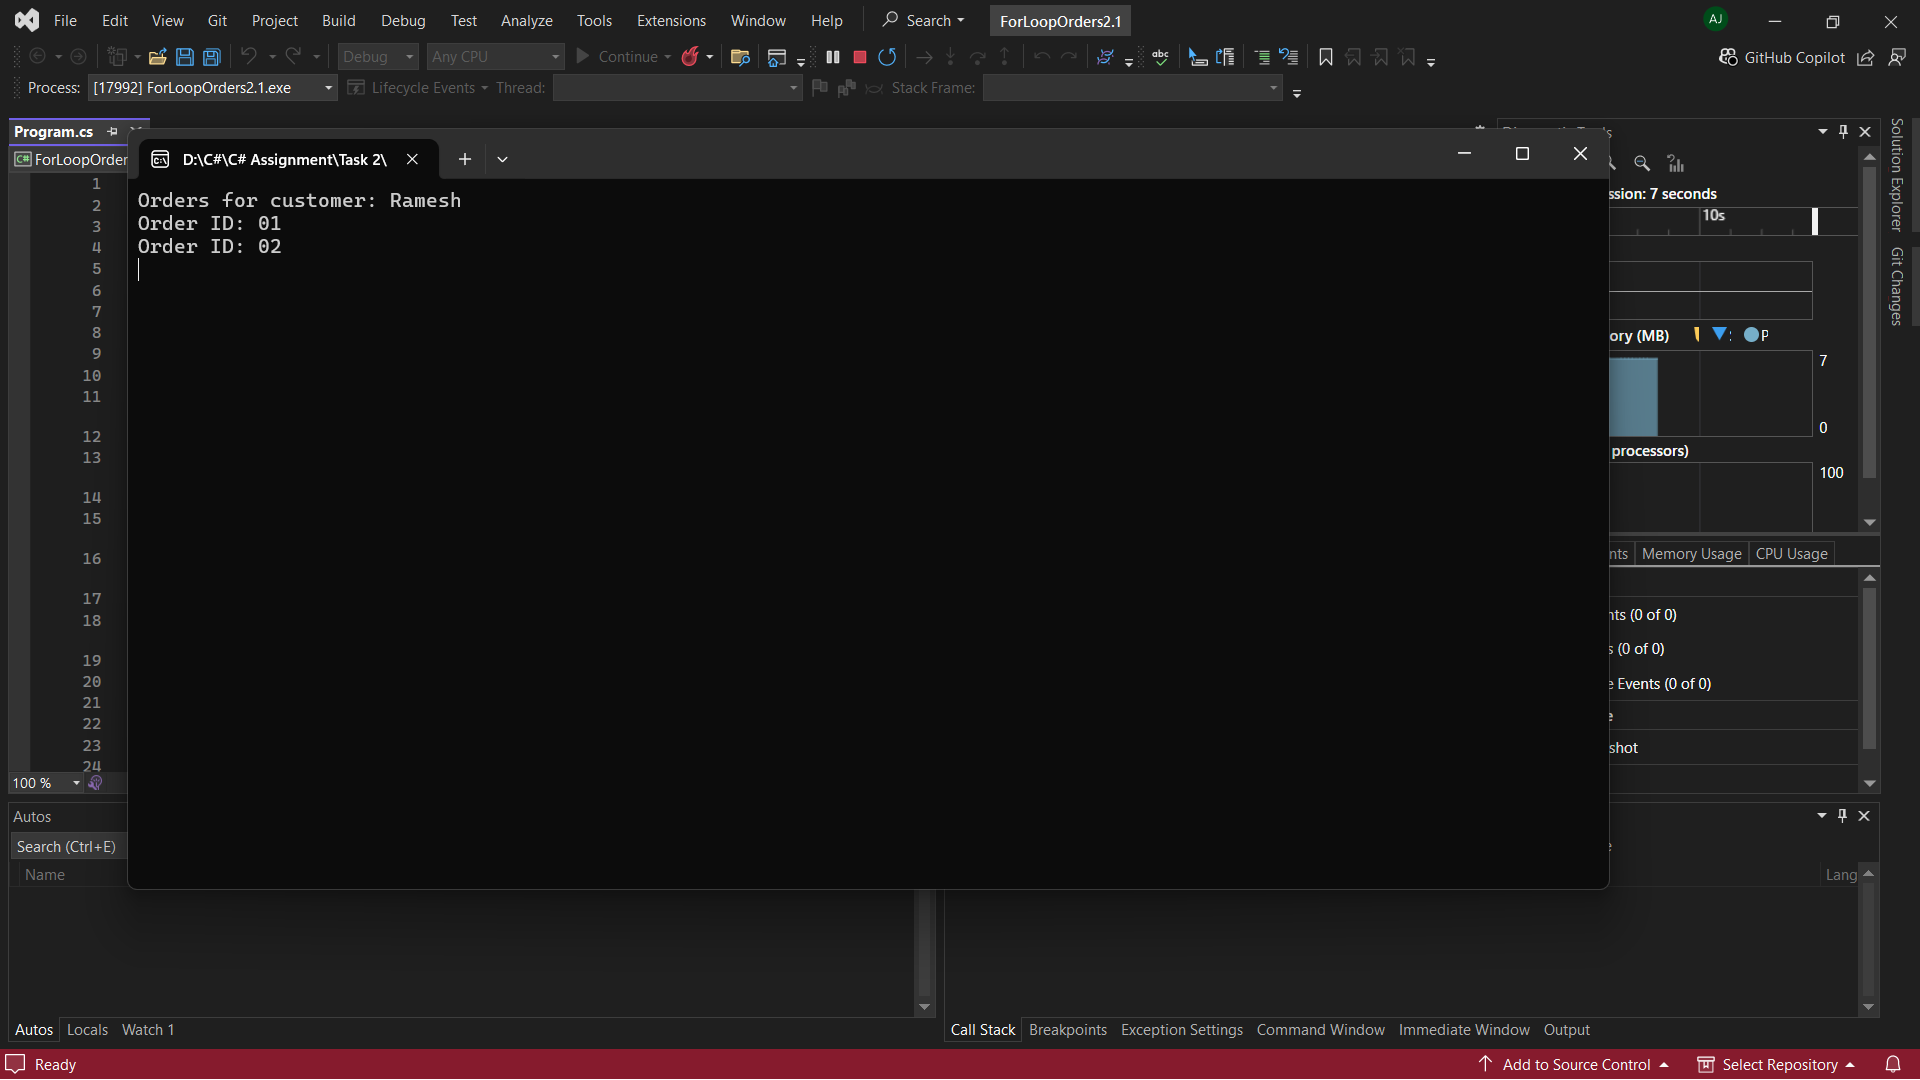 File Edit View Git Project Build Debug Test Analyze Tools Extensions Window Help Search ForLoopOrders2.1 AJ
Debug Any CPU Continue abc GitHub Copilot
Process: [17992] ForLoopOrders2.1.exe Lifecycle Events Thread: Stack Frame:
Program.cs
ForLoopOrder
D:\C#\C# Assignment\Task 2\
Orders for customer: Ramesh
Order ID: 01
Order ID: 02
1
2
3
4
5
6
7
8
9
10
11
12
13
14
15
16
17
18
19
20
21
22
23
24
100 %
ssion: 7 seconds
10s
ory (MB) P
7
0
processors)
100
nts Memory Usage CPU Usage
nts (0 of 0)
s (0 of 0)
e Events (0 of 0)
e
shot
Solution Explorer
Git Changes
Autos
Search (Ctrl+E)
Name
e
Lang
Autos Locals Watch 1
Call Stack Breakpoints Exception Settings Command Window Immediate Window Output
Ready
Add to Source Control Select Repository